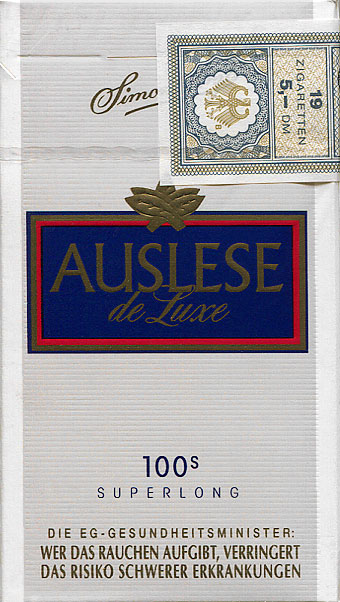 Simo
19
ZIGARETTEN
5,– DM
AUSLESE
de Luxe
100s
SUPERLONG
DIE EG-GESUNDHEITSMINISTER:
WER DAS RAUCHEN AUFGIBT, VERRINGERT
DAS RISIKO SCHWERER ERKRANKUNGEN